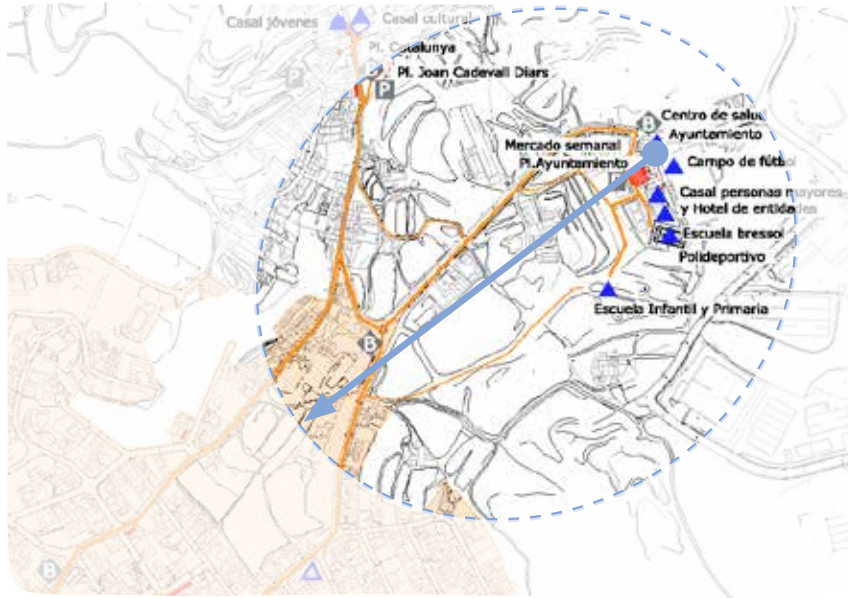 Casal jóvenes
Casal cultural
Pl. Catalunya
Pl. Joan Cadevall Diars
P
P
B
Centro de salud
Ayuntamiento
Mercado semanal
Pl.Ayuntamiento
Campo de fútbol
Casal personas mayores
y Hotel de entidades
Escuela bressol
Polideportivo
Escuela Infantil y Primaria
B
B